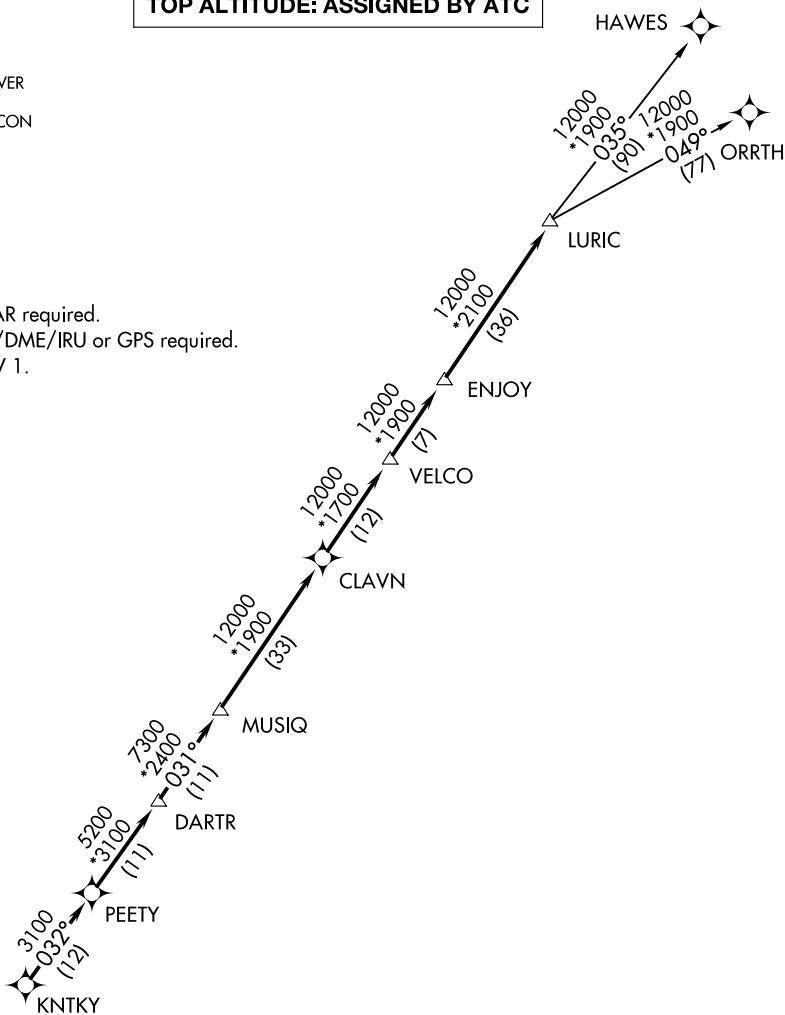 TOP ALTITUDE: ASSIGNED BY ATC
HAWES
12000
*1900
035°
(90)
12000
*1900
049°
(77)
ORRTH
LURIC
AR required.
/DME/IRU or GPS required.
1.
12000
*2100
(36)
ENJOY
12000
*1900
(7)
VELCO
12000
*1700
(12)
CLAVN
12000
*1900
(33)
MUSIQ
7300
*2400
031°
(11)
DARTR
5200
*3100
(11)
PEETY
3100
032°
(12)
KNTKY